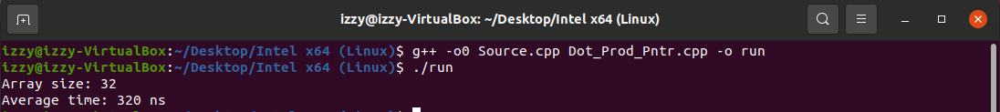 izzy@izzy-VirtualBox: ~/Desktop/Intel x64 (Linux)
izzy@izzy-VirtualBox:~/Desktop/Intel x64 (Linux)$ g++ -o0 Source.cpp Dot_Prod_Pntr.cpp -o run
izzy@izzy-VirtualBox:~/Desktop/Intel x64 (Linux)$ ./run
Array size: 32
Average time: 320 ns